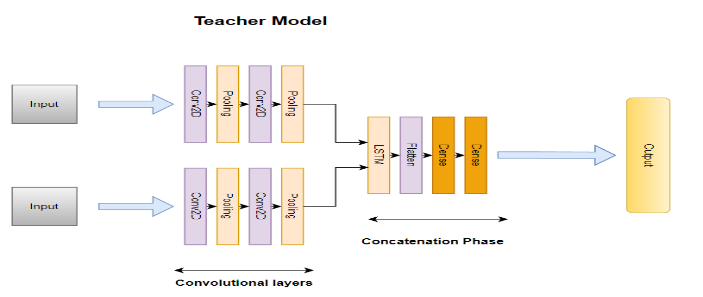 Teacher Model
Input
Conv2D
Pooling
Conv2D
Pooling
Input
Conv2D
Pooling
Conv2D
Pooling
LSTM
Flatten
Dense
Dense
Output
Concatenation Phase
Convolutional layers